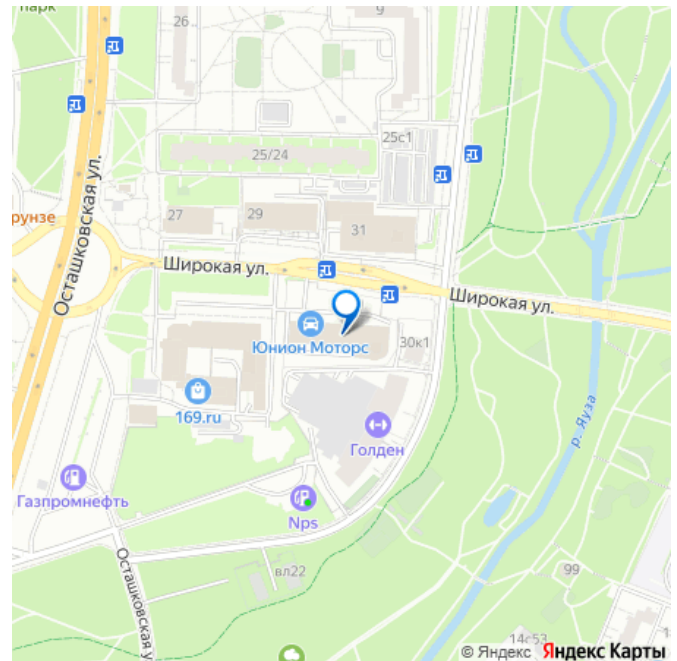 парк
26
9
25с1
25/24
Осташковская ул.
рунзе
27
29
31
Широкая ул.
Широкая ул.
Юнион Моторс
30к1
169.ru
Голден
р. Яуза
Газпромнефть
Nps
Осташковская у
вл22
99
14с53
© Яндекс Яндекс Карты